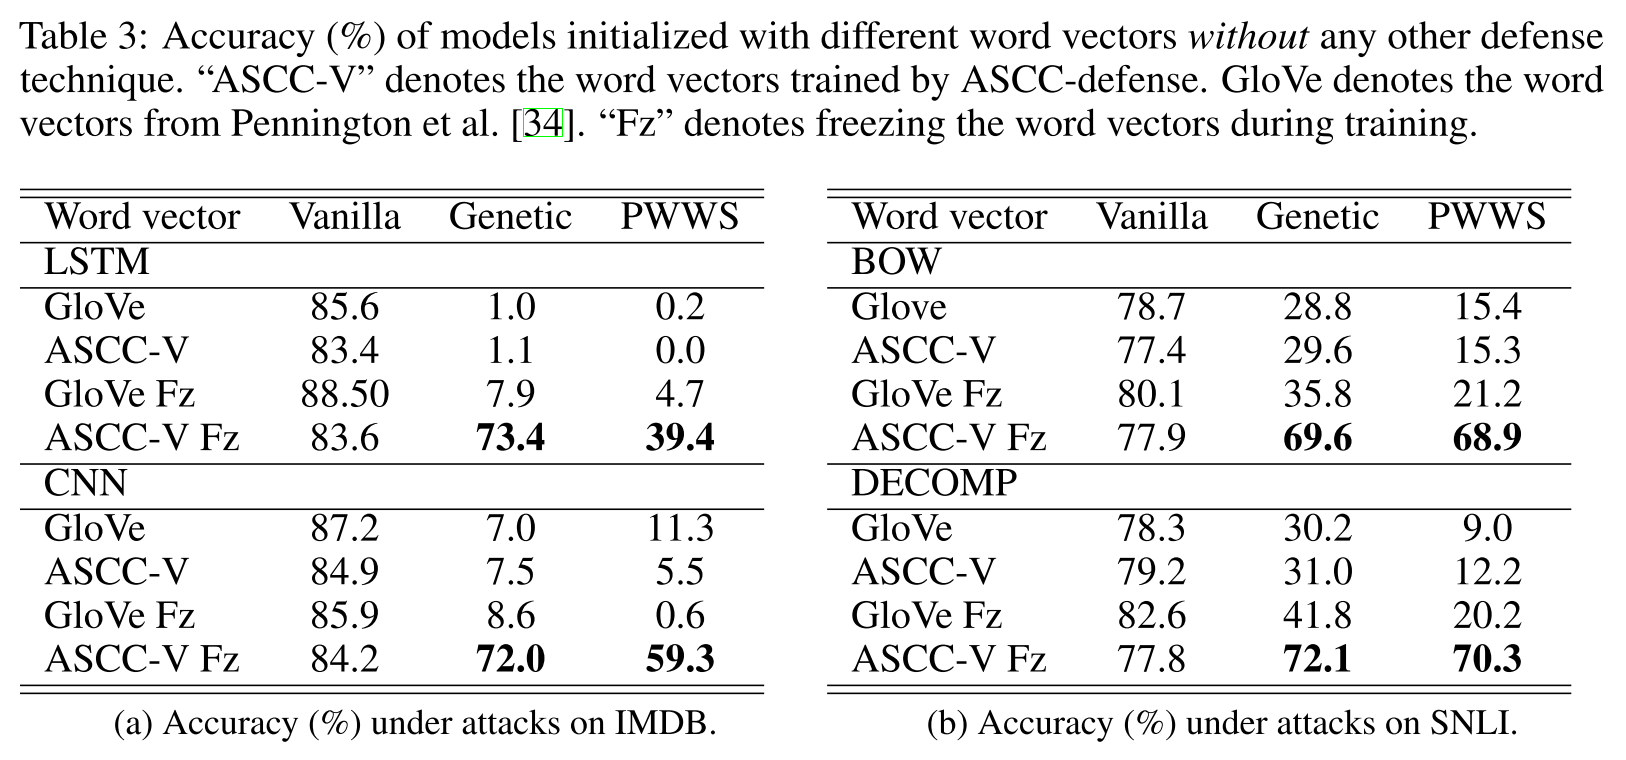 Table 3: Accuracy (%) of models initialized with different word vectors without any other defense
technique. “ASCC-V” denotes the word vectors trained by ASCC-defense. GloVe denotes the word
vectors from Pennington et al. [34]. “Fz” denotes freezing the word vectors during training.
Word vector Vanilla Genetic PWWS
LSTM
GloVe 85.6 1.0 0.2
ASCC-V 83.4 1.1 0.0
GloVe Fz 88.50 7.9 4.7
ASCC-V Fz 83.6 73.4 39.4
CNN
GloVe 87.2 7.0 11.3
ASCC-V 84.9 7.5 5.5
GloVe Fz 85.9 8.6 0.6
ASCC-V Fz 84.2 72.0 59.3
(a) Accuracy (%) under attacks on IMDB.
Word vector Vanilla Genetic PWWS
BOW
Glove 78.7 28.8 15.4
ASCC-V 77.4 29.6 15.3
GloVe Fz 80.1 35.8 21.2
ASCC-V Fz 77.9 69.6 68.9
DECOMP
GloVe 78.3 30.2 9.0
ASCC-V 79.2 31.0 12.2
GloVe Fz 82.6 41.8 20.2
ASCC-V Fz 77.8 72.1 70.3
(b) Accuracy (%) under attacks on SNLI.